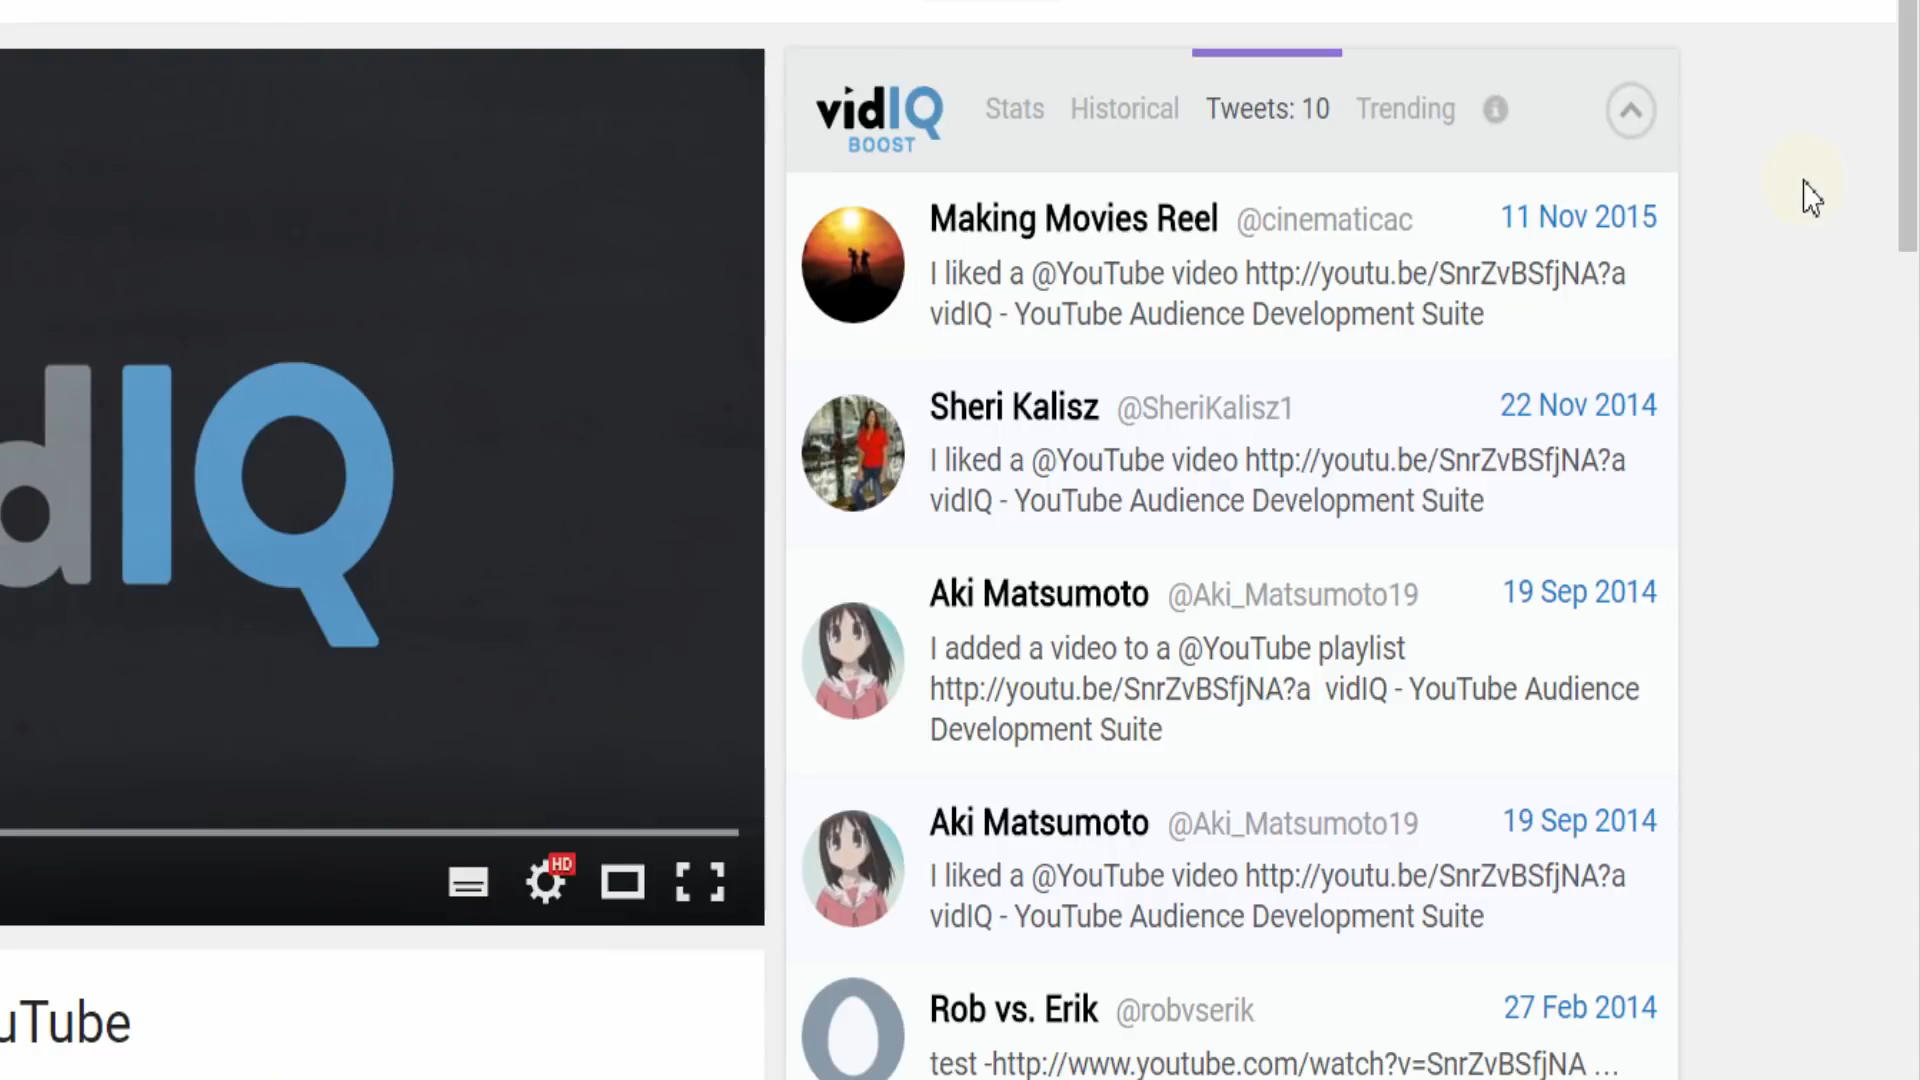 vidIQ
BOOST
Stats Historical Tweets: 10 Trending
Making Movies Reel @cinematicac 11 Nov 2015
I liked a @YouTube video http://youtu.be/SnrZvBSfjNA?a
vidIQ - YouTube Audience Development Suite
Sheri Kalisz @SheriKalisz1 22 Nov 2014
I liked a @YouTube video http://youtu.be/SnrZvBSfjNA?a
vidIQ - YouTube Audience Development Suite
Aki Matsumoto @Aki_Matsumoto19 19 Sep 2014
I added a video to a @YouTube playlist
http://youtu.be/SnrZvBSfjNA?a vidIQ - YouTube Audience
Development Suite
Aki Matsumoto @Aki_Matsumoto19 19 Sep 2014
I liked a @YouTube video http://youtu.be/SnrZvBSfjNA?a
vidIQ - YouTube Audience Development Suite
Rob vs. Erik @robvserik 27 Feb 2014
test -http://www.youtube.com/watch?v=SnrZvBSfjNA ...
dIQ
HD
uTube